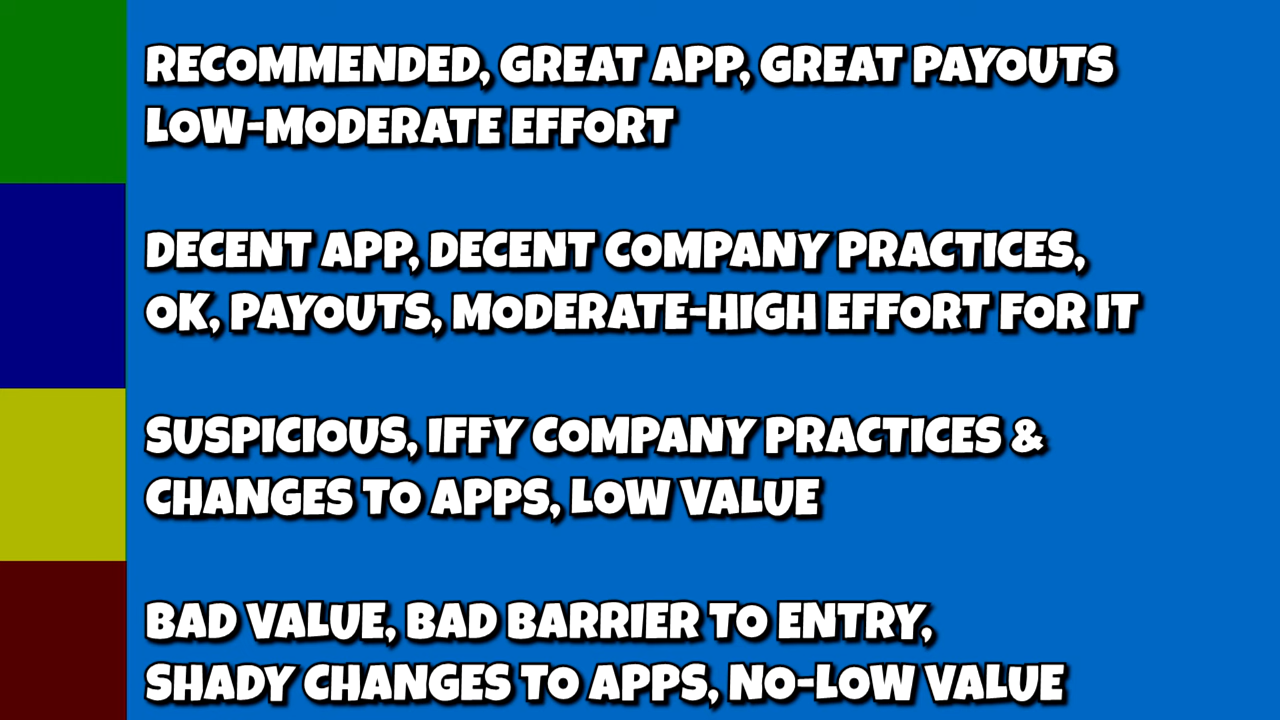 RECOMMENDED, GREAT APP, GREAT PAYOUTS
LOW-MODERATE EFFORT
DECENT APP, DECENT COMPANY PRACTICES,
OK, PAYOUTS, MODERATE-HIGH EFFORT FOR IT
SUSPICIOUS, IFFY COMPANY PRACTICES &
CHANGES TO APPS, LOW VALUE
BAD VALUE, BAD BARRIER TO ENTRY,
SHADY CHANGES TO APPS, NO-LOW VALUE